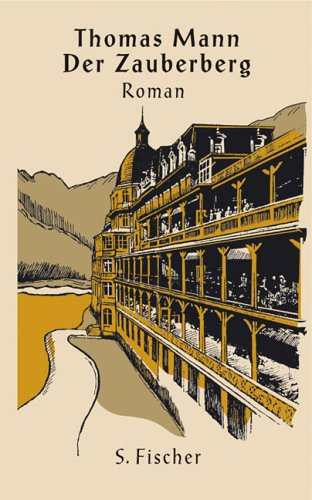 Thomas Mann
Der Zauberberg
Roman
S. Fischer